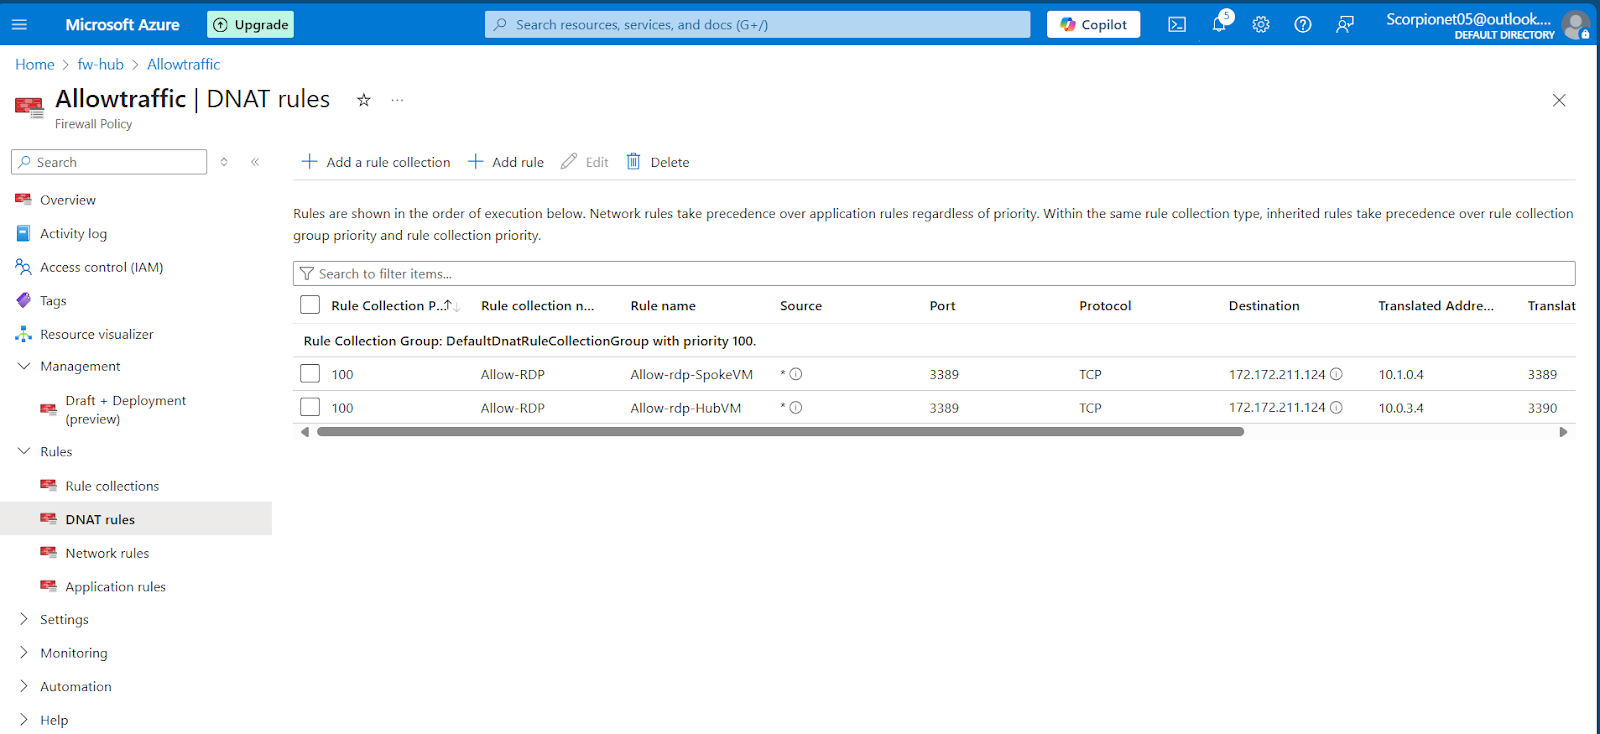 Microsoft Azure
Upgrade
Search resources, services, and docs (G+/)
Copilot
5
Scorpionet05@outlook....
DEFAULT DIRECTORY
Home > fw-hub > Allowtraffic
Allowtraffic | DNAT rules
Firewall Policy
Search
Add a rule collection
Add rule
Edit
Delete
Overview
Activity log
Access control (IAM)
Tags
Resource visualizer
Management
Draft + Deployment
(preview)
Rules
Rule collections
DNAT rules
Network rules
Application rules
Settings
Monitoring
Automation
Help
Rules are shown in the order of execution below. Network rules take precedence over application rules regardless of priority. Within the same rule collection type, inherited rules take precedence over rule collection
group priority and rule collection priority.
Search to filter items...
Rule Collection P... Rule collection n... Rule name Source Port Protocol Destination Translated Addre... Translat
Rule Collection Group: DefaultDnatRuleCollectionGroup with priority 100.
100 Allow-RDP Allow-rdp-SpokeVM * 3389 TCP 172.172.211.124 10.1.0.4 3389
100 Allow-RDP Allow-rdp-HubVM * 3389 TCP 172.172.211.124 10.0.3.4 3390